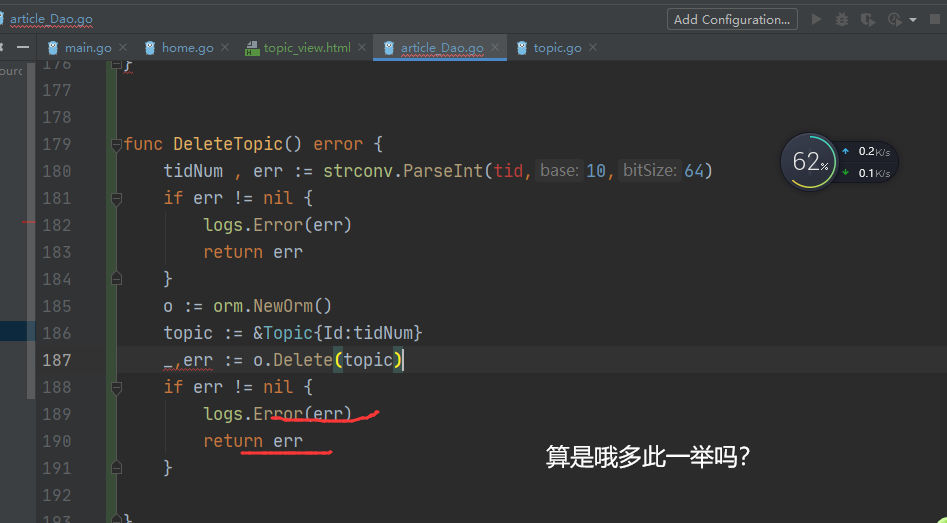 article_Dao.go
Add Configuration...
main.go
home.go
topic_view.html
article_Dao.go
topic.go
176 }
177
178
179 func DeleteTopic() error {
180 tidNum , err := strconv.ParseInt(tid, base: 10, bitSize: 64)
181 if err != nil {
182 logs.Error(err)
183 return err
184 }
185 o := orm.NewOrm()
186 topic := &Topic{Id:tidNum}
187 _,err := o.Delete(topic)
188 if err != nil {
189 logs.Error(err)
190 return err
191 }
192
193 }
62%
0.2K/s
0.1K/s
算是哦多此一举吗?